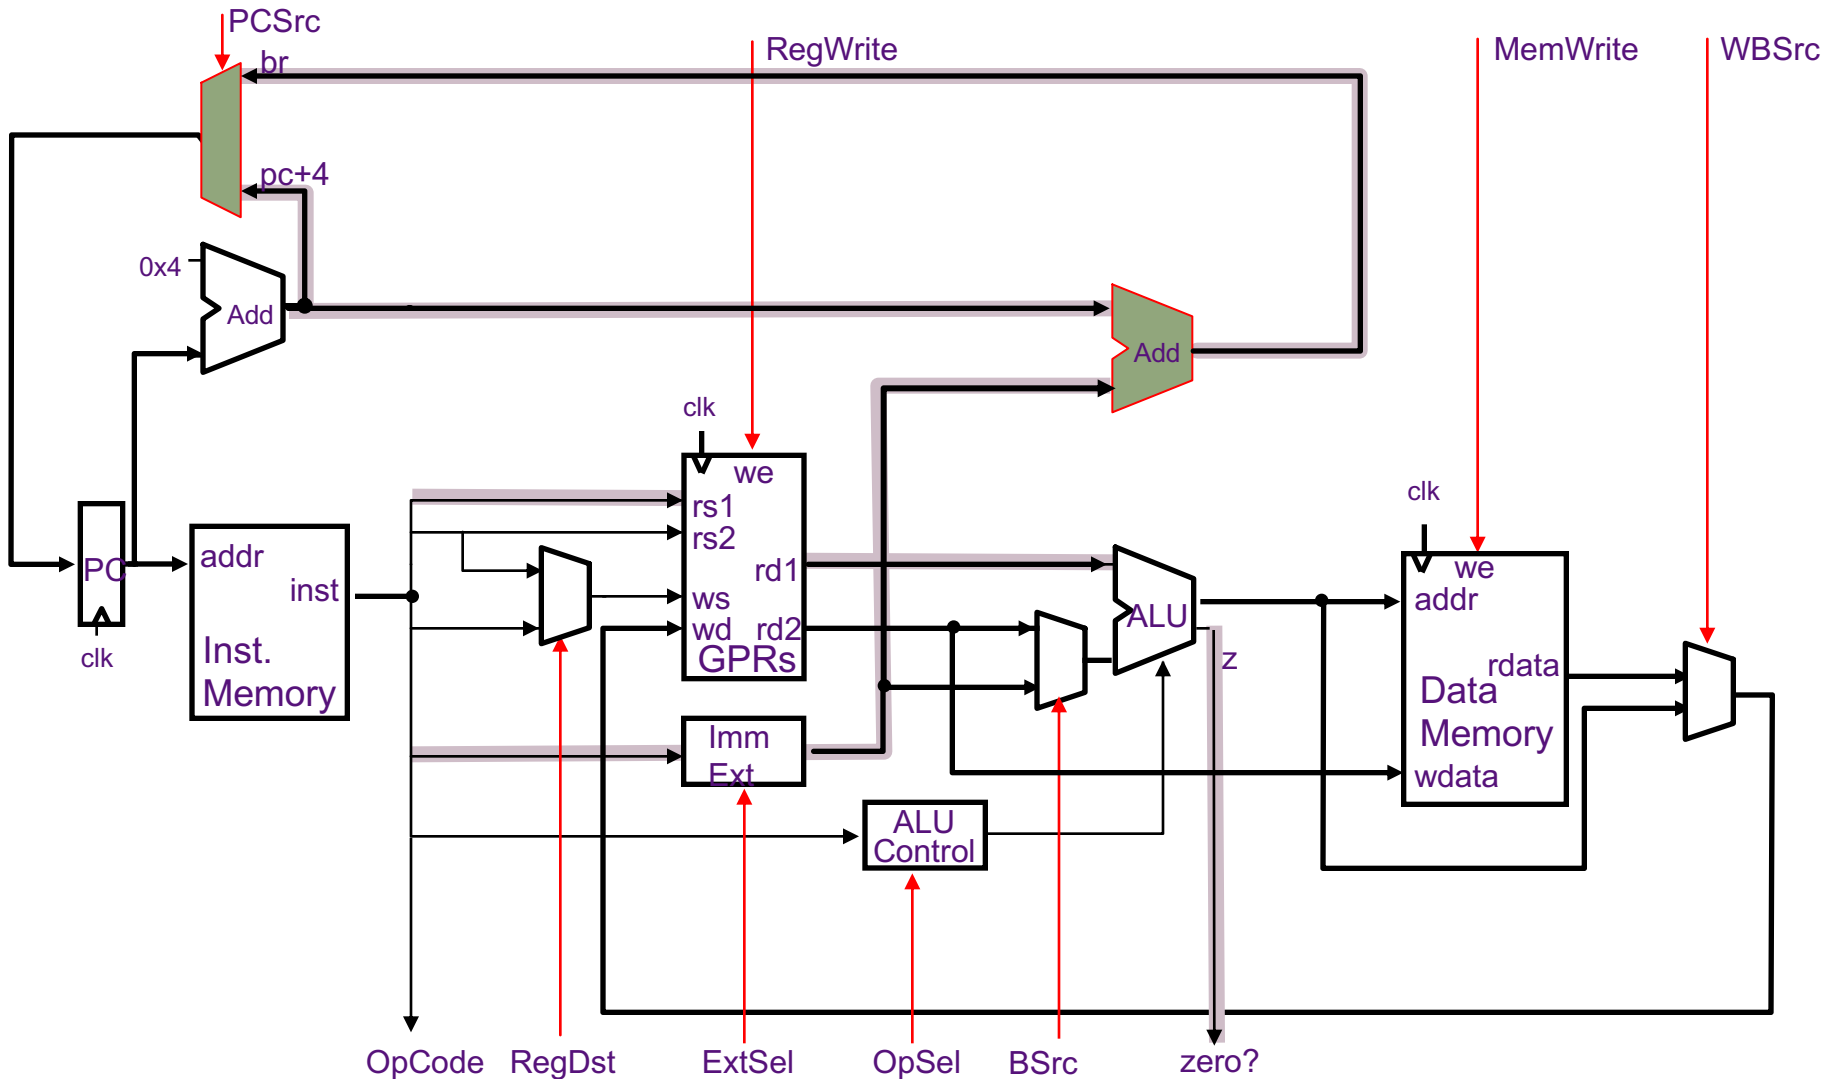 PCSrc
RegWrite
MemWrite
WBSrc
br
pc+4
0x4
Add
Add
clk
we
rs1
rs2
rd1
ws
wd
rd2
GPRs
clk
PC
clk
addr
inst
Inst.
Memory
ALU
z
we
addr
rdata
Data
Memory
wdata
Imm
Ext
ALU
Control
OpCode
RegDst
ExtSel
OpSel
BSrc
zero?